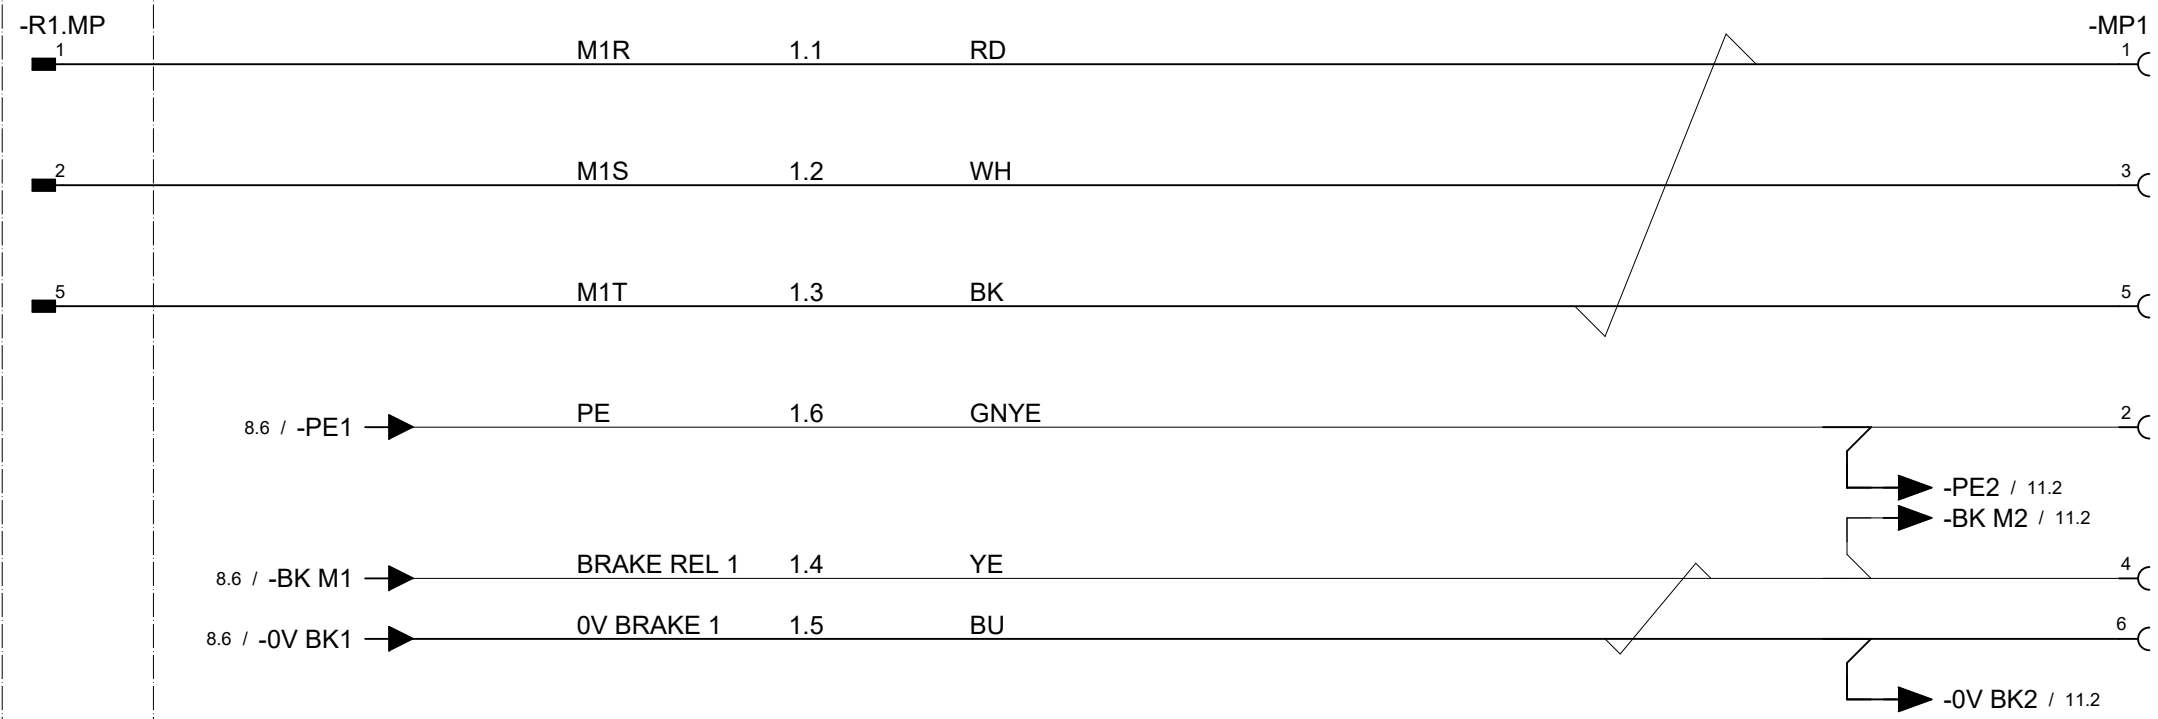 -R1.MP -MP1
1 M1R 1.1 RD 1
2 M1S 1.2 WH 3
5 M1T 1.3 BK 5
8.6 / -PE1 PE 1.6 GNYE 2
-PE2 / 11.2
-BK M2 / 11.2
8.6 / -BK M1 BRAKE REL 1 1.4 YE 4
8.6 / -0V BK1 0V BRAKE 1 1.5 BU 6
-0V BK2 / 11.2